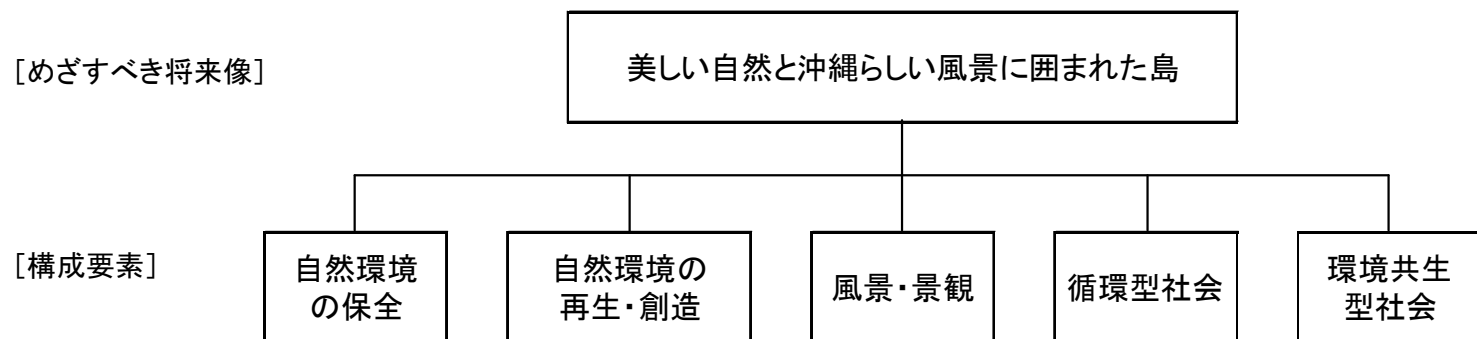 [めざすべき将来像]
美しい自然と沖縄らしい風景に囲まれた島
[構成要素]
自然環境
の保全
自然環境の
再生・創造
風景・景観
循環型社会
環境共生
型社会